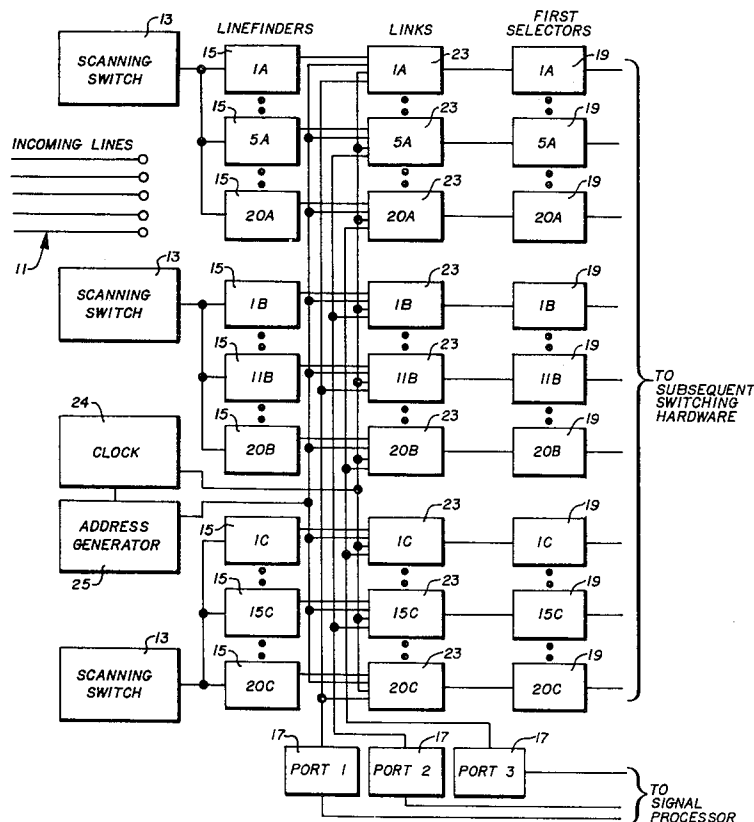 LINEFINDERS
LINKS
FIRST
SELECTORS
13
SCANNING
SWITCH
15
1A
23
1A
19
1A
15
5A
23
5A
19
5A
15
20A
23
20A
19
20A
INCOMING LINES
11
13
SCANNING
SWITCH
15
1B
23
1B
19
1B
15
11B
23
11B
19
11B
15
20B
23
20B
19
20B
TO
SUBSEQUENT
SWITCHING
HARDWARE
24
CLOCK
ADDRESS
GENERATOR
25
15
1C
23
1C
19
1C
15
15C
23
15C
19
15C
13
SCANNING
SWITCH
15
20C
23
20C
19
20C
17
PORT 1
17
PORT 2
17
PORT 3
TO
SIGNAL
PROCESSOR